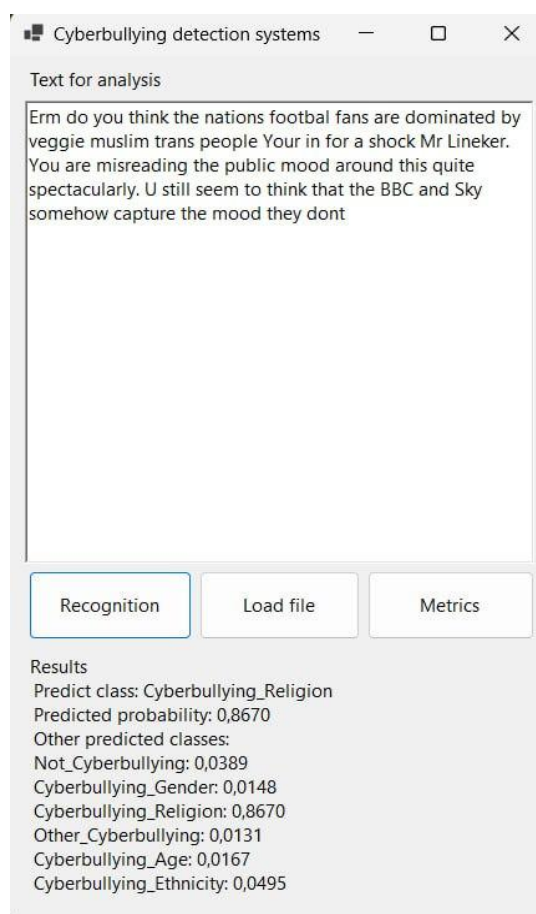 Cyberbullying detection systems
Text for analysis
Erm do you think the nations footbal fans are dominated by
veggie muslim trans people Your in for a shock Mr Lineker.
You are misreading the public mood around this quite
spectacularly. U still seem to think that the BBC and Sky
somehow capture the mood they dont
Recognition Load file Metrics
Results
Predict class: Cyberbullying_Religion
Predicted probability: 0,8670
Other predicted classes:
Not_Cyberbullying: 0,0389
Cyberbullying_Gender: 0,0148
Cyberbullying_Religion: 0,8670
Other_Cyberbullying: 0,0131
Cyberbullying_Age: 0,0167
Cyberbullying_Ethnicity: 0,0495